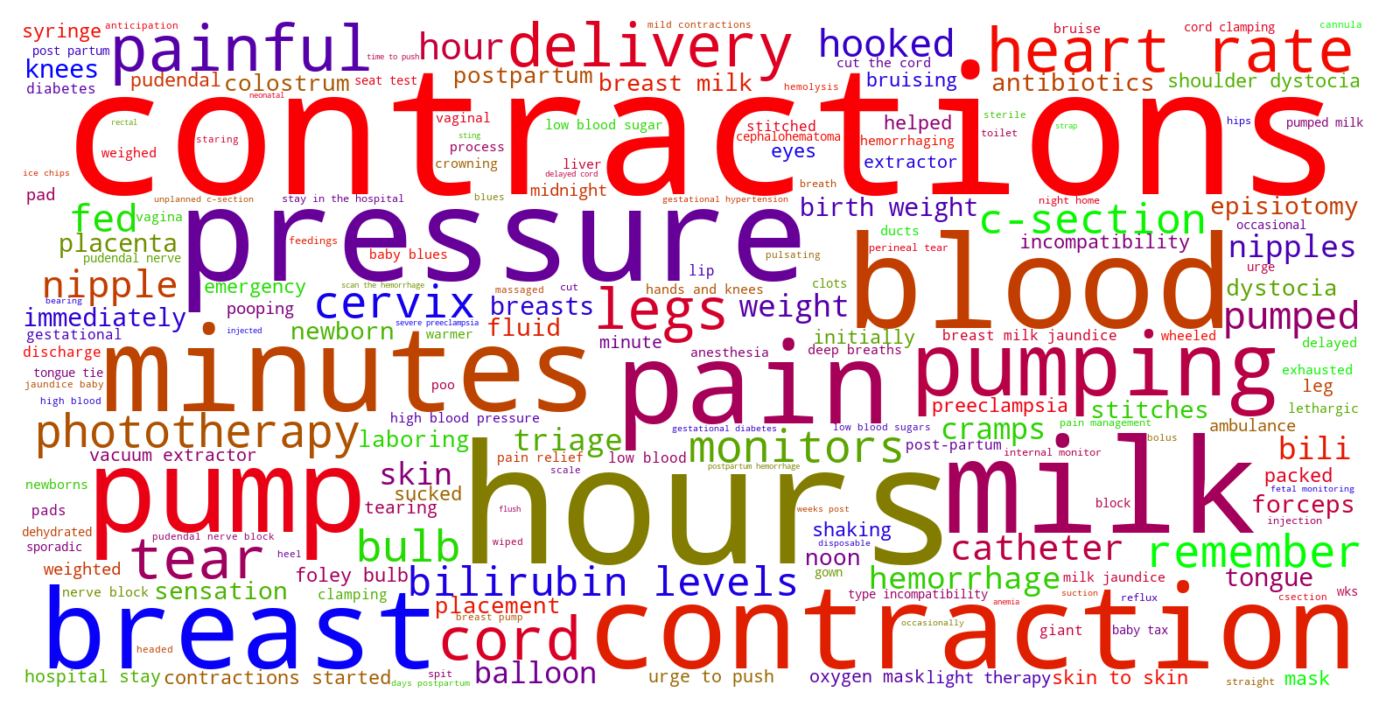 syringe
anticipation
painful
time to push
hour
delivery
mild contractions
hooked
heart rate
bruise
cord clamping
cannula
post partum
knees
diabetes
pudendal
colostrum
seat test
postpartum
breast milk
hemolysis
cut the cord
bruising
antibiotics
shoulder dystocia
contractions
neonatal
rectal
staring
weighed
vaginal
sting
process
crowning
low blood sugar
stitched
cephalohematoma
eyes
helped
hemorrhaging
extractor
sterile
toilet
strap
hips
pumped milk
ice chips
pad
liver
delayed cord
midnight
breath
unplanned c-section
stay in the hospital
blues
gestational hypertension
night home
fed
vagina
pressure
birth weight
c-section
episiotomy
placenta
pudendal nerve
feedings
baby blues
pulsating
ducts
perineal tear
incompatibility
occasional
nipples
blood
urge
nipple
emergency
scan the hemorrhage
lip
massaged
cut
hands and knees
clots
dystocia
bearing
pooping
cervix
breasts
legs
weight
immediately
gestational
injected
newborn
severe preeclampsia
warmer
fluid
minute
initially
pumped
discharge
minutes
anesthesia
deep breaths
breast milk jaundice
wheeled
delayed
tongue tie
jaundice baby
poo
pain
pumping
exhausted
leg
high blood
high blood pressure
preeclampsia
stitches
lethargic
phototherapy
laboring
triage
gestational diabetes
monitors
low blood sugars
cramps
pain management
ambulance
vacuum extractor
pain relief
low blood
post-partum
internal monitor
bolus
bili
newborns
pump
skin
scale
postpartum hemorrhage
hours
milk
packed
fetal monitoring
pads
sucked
tearing
flush
weeks post
block
forceps
injection
dehydrated
sporadic
pudendal nerve block
wiped
shaking
disposable
tear
heel
bulb
noon
catheter
remember
weighted
foley bulb
bilirubin levels
gown
hemorrhage
milk jaundice
tongue
nerve block
sensation
clamping
placement
type incompatibility
suction
reflux
csection
wks
breast
breast pump
cord
contraction
anemia
occasionally
giant
baby tax
headed
hospital stay
contractions started
spit
days postpartum
balloon
urge to push
oxygen mask
light therapy
skin to skin
straight
mask